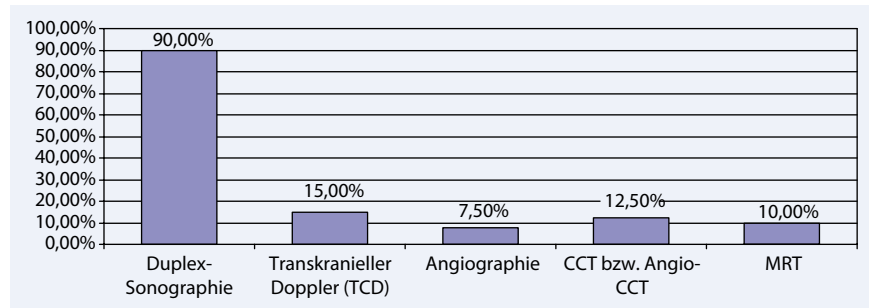 100,00%
90,00%
80,00%
70,00%
60,00%
50,00%
40,00%
30,00%
20,00%
10,00%
0,00%
90,00%
15,00%
7,50%
12,50%
10,00%
Duplex-
Sonographie
Transkranieller
Doppler (TCD)
Angiographie
CCT bzw. Angio-
CCT
MRT